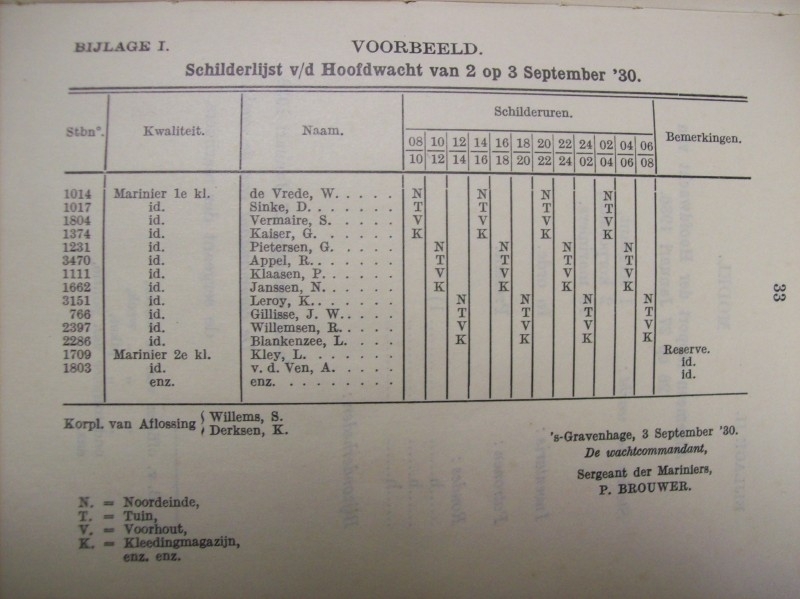 BIJLAGE I. VOORBEELD.
Schilderlijst v/d Hoofdwacht van 2 op 3 September '30.
Stbnº. Kwaliteit. Naam. Schilderuren. Bemerkingen.
08 10 12 14 16 18 20 22 24 02 04 06
10 12 14 16 18 20 22 24 02 04 06 08
1014 Marinier 1e kl. de Vrede, W. . . . . . N N N N
1017 id. Sinke, D. . . . . . . T T T T
1804 id. Vermaire, S. . . . . . V V V V
1374 id. Kaiser, G. . . . . . . K K K K
1231 id. Pietersen, G. . . . . . N N N N
3470 id. Appel, R. . . . . . . T T T T
1111 id. Klaasen, P. . . . . . V V V V
1662 id. Janssen, N. . . . . . K K K K
3151 id. Leroy, K. . . . . . . N N N N
766 id. Gillisse, J. W. . . . . T T T T
2397 id. Willemsen, R. . . . . V V V V
2286 id. Blankenzee, L. . . . . K K K K
1709 Marinier 2e kl. Kley, L. . . . . . . Reserve.
1803 id. v. d. Ven, A. . . . . . id.
enz. enz. . . . . . . . . id.
Korpl. van Aflossing { Willems, S.
Derksen, K.
's-Gravenhage, 3 September '30.
De wachtcommandant,
Sergeant der Mariniers,
P. BROUWER.
N. = Noordeinde,
T. = Tuin,
V. = Voorhout,
K. = Kleedingmagazijn,
enz. enz.
33